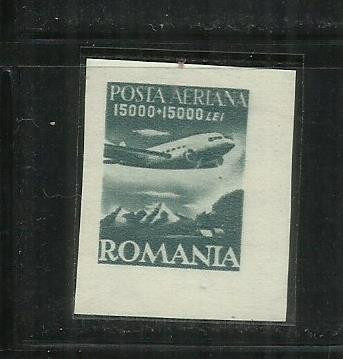 POSTA AERIANA
15000+15000 LEI
ROMANIA